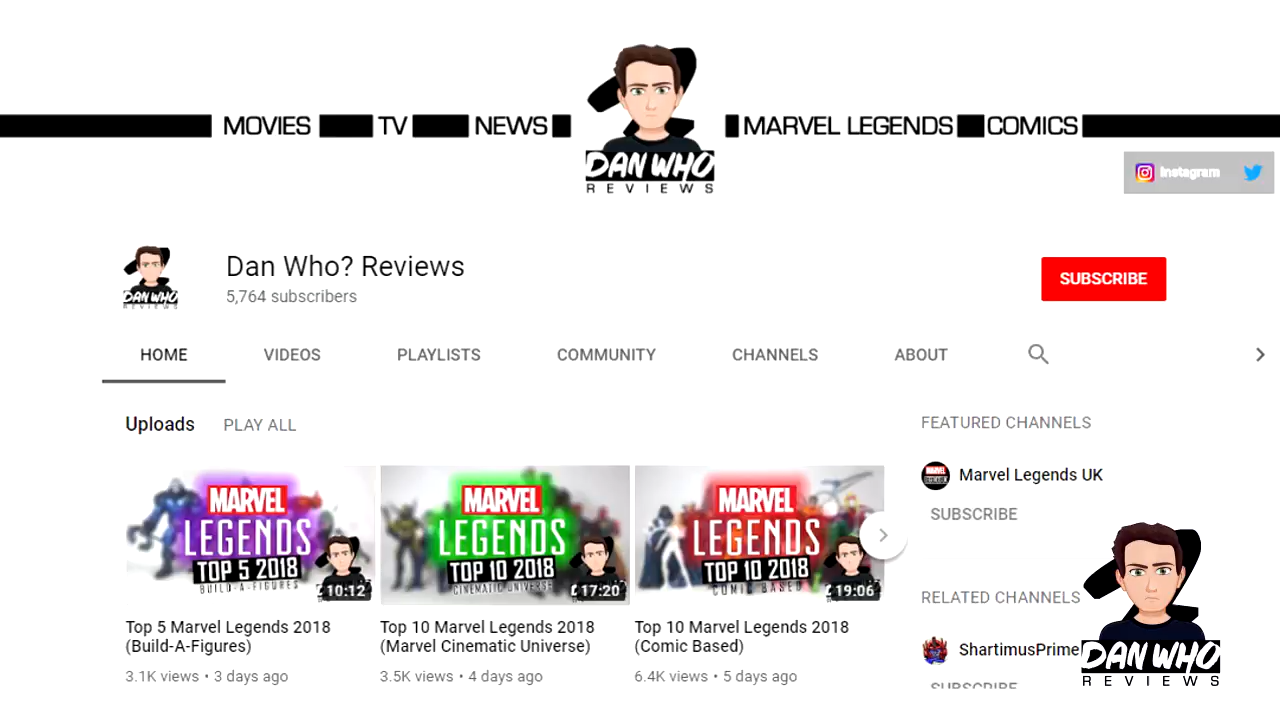 MOVIES TV NEWS MARVEL LEGENDS COMICS
DAN WHO
REVIEWS
Instagram
DAN WHO
REVIEWS
Dan Who? Reviews
5,764 subscribers
SUBSCRIBE
HOME VIDEOS PLAYLISTS COMMUNITY CHANNELS ABOUT
Uploads PLAY ALL
MARVEL
LEGENDS
TOP 5 2018
BUILD-A-FIGURES
10:12
MARVEL
LEGENDS
TOP 10 2018
CINEMATIC UNIVERSE
17:20
MARVEL
LEGENDS
TOP 10 2018
COMIC BASED
19:06
Top 5 Marvel Legends 2018
(Build-A-Figures)
3.1K views • 3 days ago
Top 10 Marvel Legends 2018
(Marvel Cinematic Universe)
3.5K views • 4 days ago
Top 10 Marvel Legends 2018
(Comic Based)
6.4K views • 5 days ago
FEATURED CHANNELS
Marvel Legends UK
SUBSCRIBE
RELATED CHANNELS
ShartimusPrime
SUBSCRIBE
DAN WHO
REVIEWS